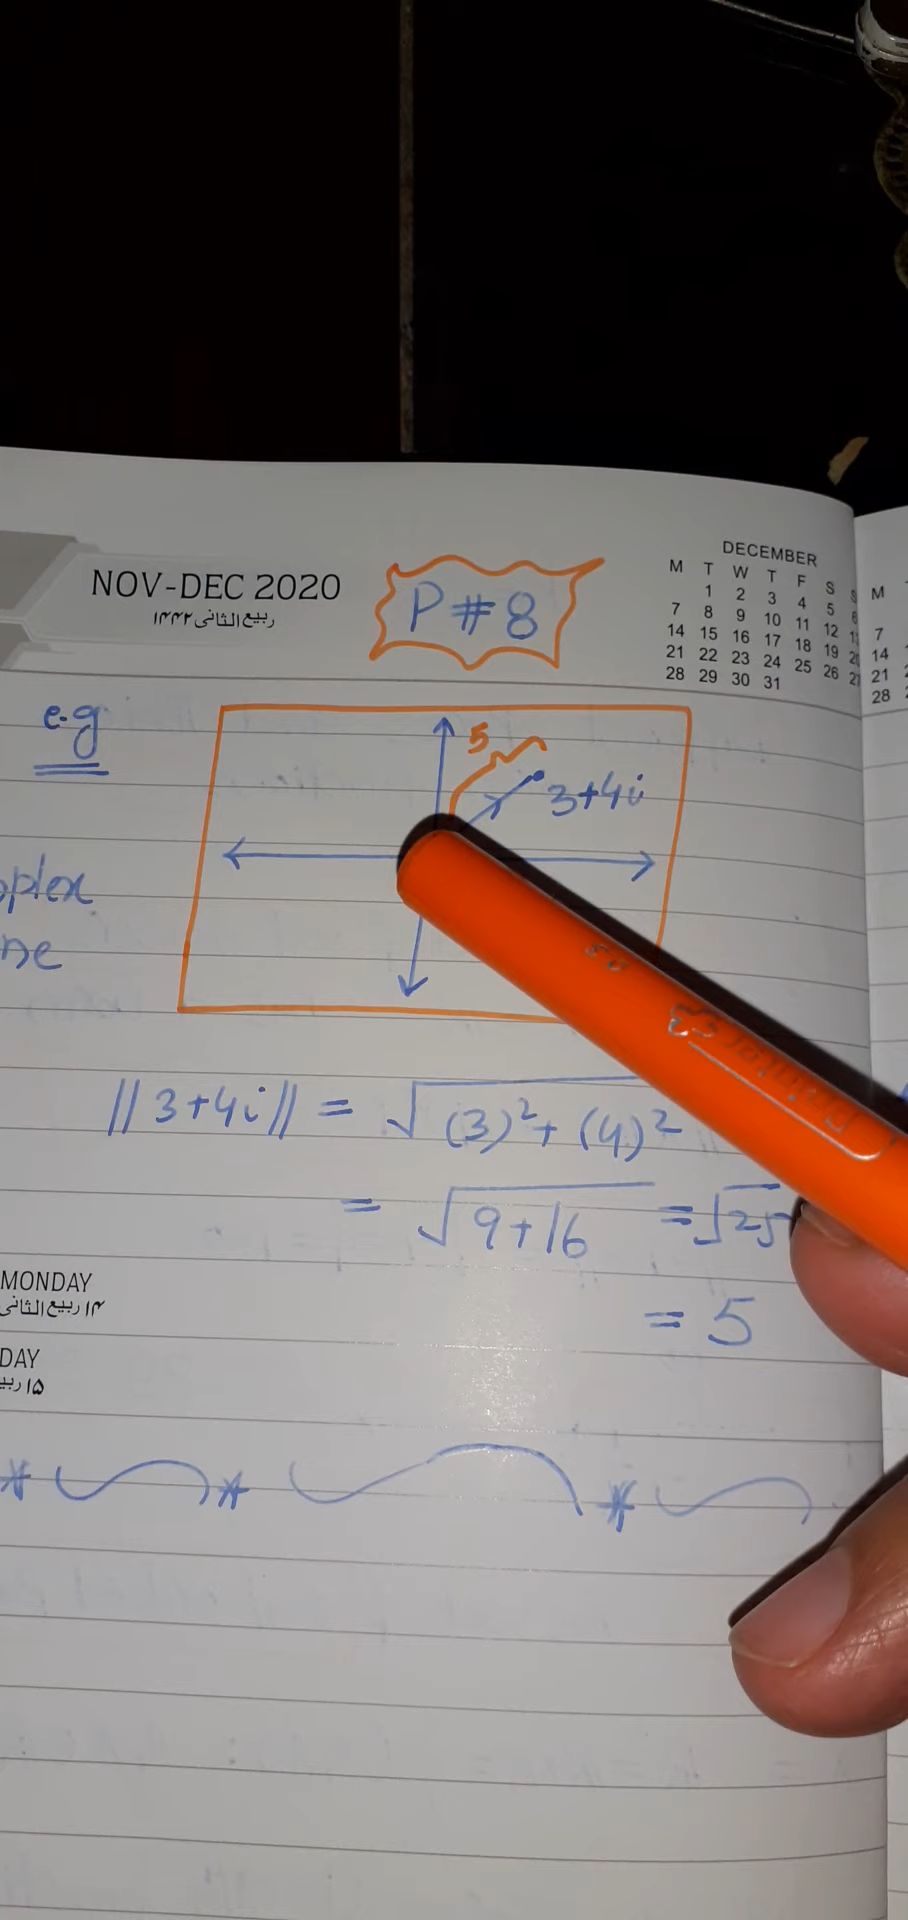 NOV-DEC 2020
ربیع الثانی ۱۴۴۲
P # 8
DECEMBER
M T W T F S
1 2 3 4 5
7 8 9 10 11 12
14 15 16 17 18 19
21 22 23 24 25 26
28 29 30 31
M
7
14
21
28
e.g
5
3+4i
|| 3+4i || = √(3)² + (4)²
= √9+16 = √25
= 5
MONDAY
۱۴ ربیع الثانی
DAY
۱۵